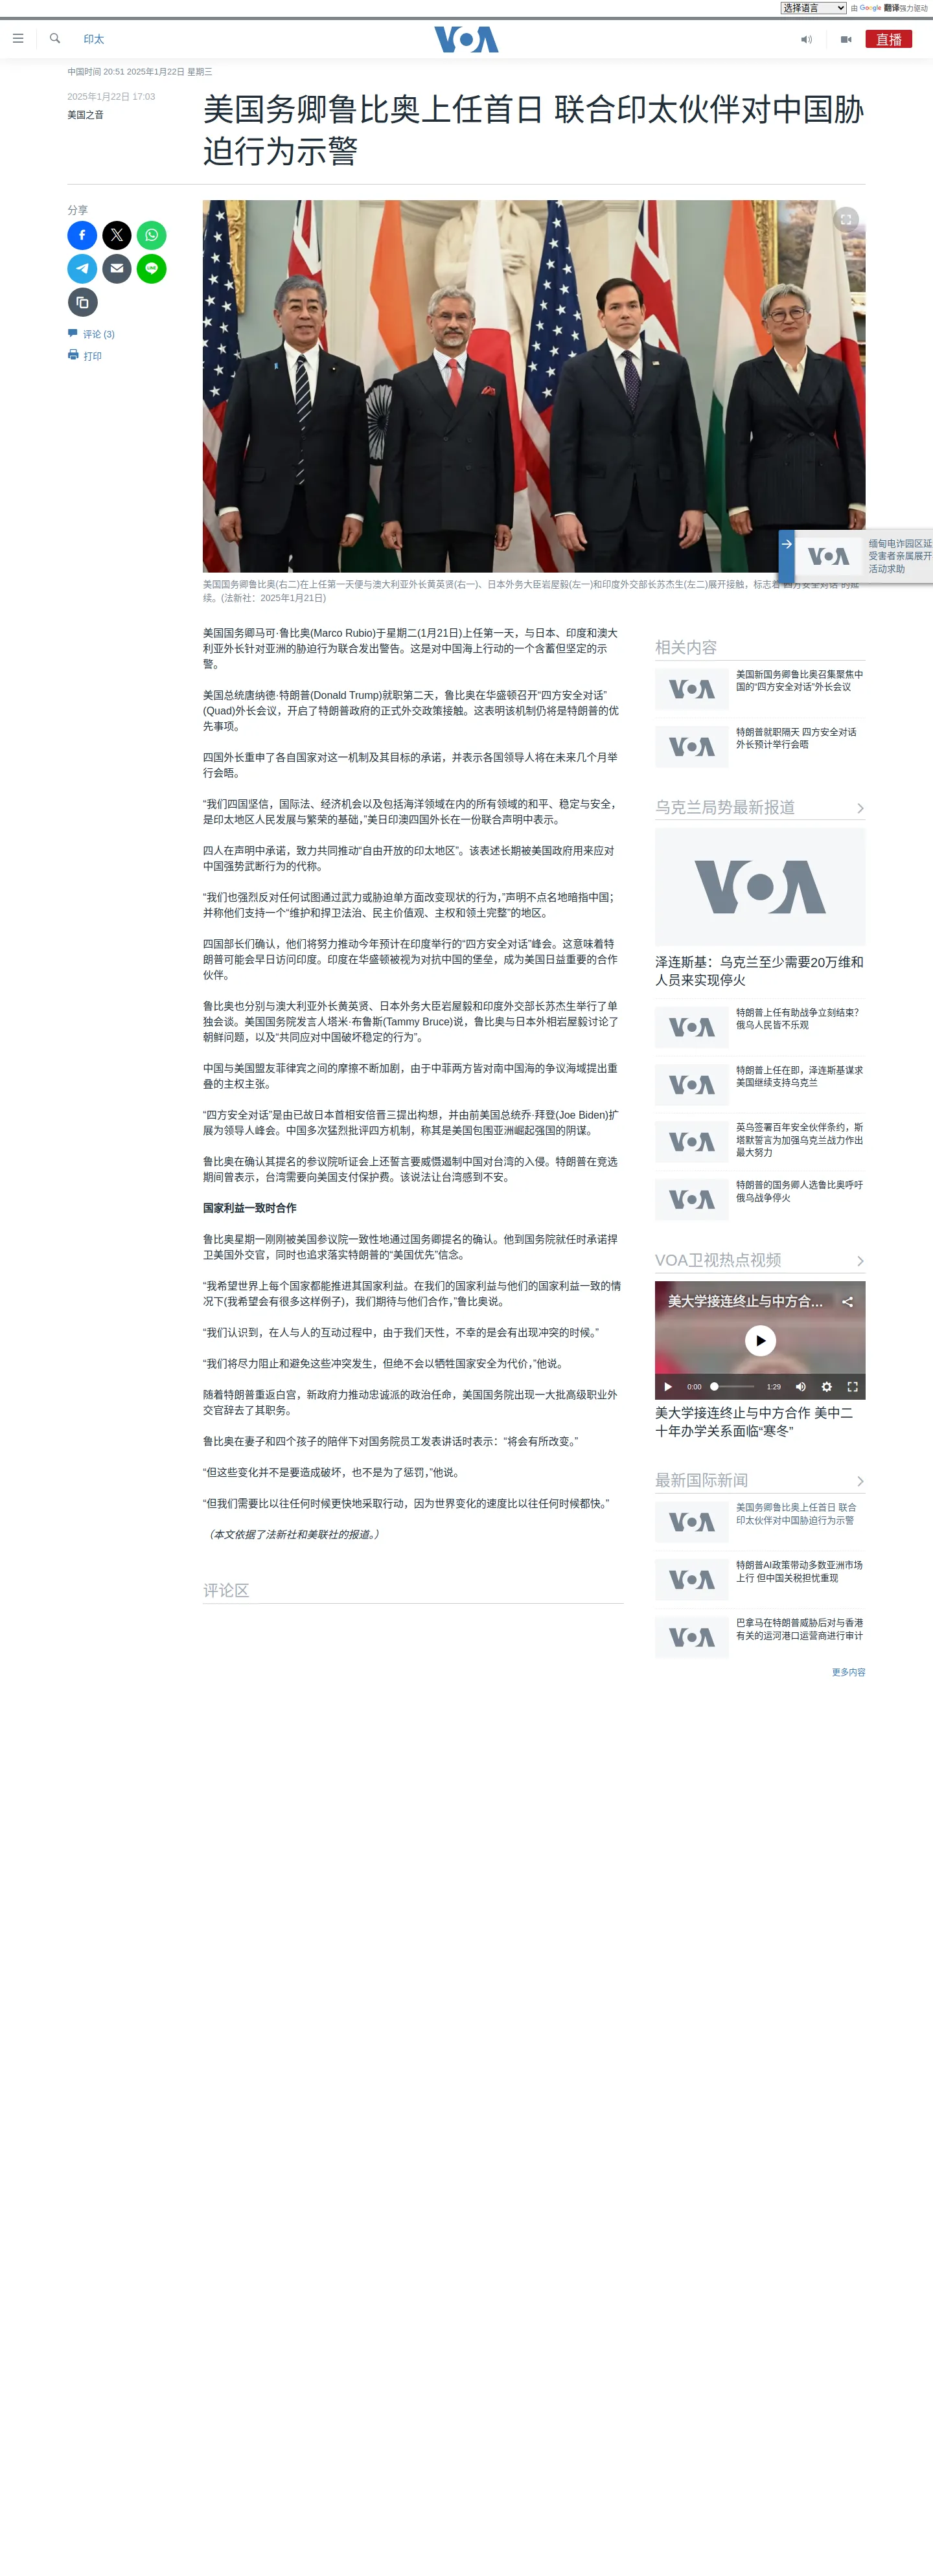 选择语言 由 Google 翻译强力驱动
印太
VOA
直播
中国时间 20:51 2025年1月22日 星期三
2025年1月22日 17:03
美国之音
美国务卿鲁比奥上任首日 联合印太伙伴对中国胁
迫行为示警
分享
评论 (3)
打印
缅甸电诈园区延
受害者亲属展开
活动求助
美国国务卿鲁比奥(右二)在上任第一天便与澳大利亚外长黄英贤(右一)、日本外务大臣岩屋毅(左一)和印度外交部长苏杰生(左二)展开接触，标志着“四方安全对话”的延
续。(法新社：2025年1月21日)
美国国务卿马可·鲁比奥(Marco Rubio)于星期二(1月21日)上任第一天，与日本、印度和澳大
利亚外长针对亚洲的胁迫行为联合发出警告。这是对中国海上行动的一个含蓄但坚定的示
警。
美国总统唐纳德·特朗普(Donald Trump)就职第二天，鲁比奥在华盛顿召开“四方安全对话”
(Quad)外长会议，开启了特朗普政府的正式外交政策接触。这表明该机制仍将是特朗普的优
先事项。
四国外长重申了各自国家对这一机制及其目标的承诺，并表示各国领导人将在未来几个月举
行会晤。
“我们四国坚信，国际法、经济机会以及包括海洋领域在内的所有领域的和平、稳定与安全，
是印太地区人民发展与繁荣的基础，”美日印澳四国外长在一份联合声明中表示。
四人在声明中承诺，致力共同推动“自由开放的印太地区”。该表述长期被美国政府用来应对
中国强势武断行为的代称。
“我们也强烈反对任何试图通过武力或胁迫单方面改变现状的行为，”声明不点名地暗指中国；
并称他们支持一个“维护和捍卫法治、民主价值观、主权和领土完整”的地区。
四国部长们确认，他们将努力推动今年预计在印度举行的“四方安全对话”峰会。这意味着特
朗普可能会早日访问印度。印度在华盛顿被视为对抗中国的堡垒，成为美国日益重要的合作
伙伴。
鲁比奥也分别与澳大利亚外长黄英贤、日本外务大臣岩屋毅和印度外交部长苏杰生举行了单
独会谈。美国国务院发言人塔米·布鲁斯(Tammy Bruce)说，鲁比奥与日本外相岩屋毅讨论了
朝鲜问题，以及“共同应对中国破坏稳定的行为”。
中国与美国盟友菲律宾之间的摩擦不断加剧，由于中菲两方皆对南中国海的争议海域提出重
叠的主权主张。
“四方安全对话”是由已故日本首相安倍晋三提出构想，并由前美国总统乔·拜登(Joe Biden)扩
展为领导人峰会。中国多次猛烈批评四方机制，称其是美国包围亚洲崛起强国的阴谋。
鲁比奥在确认其提名的参议院听证会上还誓言要威慑遏制中国对台湾的入侵。特朗普在竞选
期间曾表示，台湾需要向美国支付保护费。该说法让台湾感到不安。
国家利益一致时合作
鲁比奥星期一刚刚被美国参议院一致性地通过国务卿提名的确认。他到国务院就任时承诺捍
卫美国外交官，同时也追求落实特朗普的“美国优先”信念。
“我希望世界上每个国家都能推进其国家利益。在我们的国家利益与他们的国家利益一致的情
况下(我希望会有很多这样例子)，我们期待与他们合作，”鲁比奥说。
“我们认识到，在人与人的互动过程中，由于我们天性，不幸的是会有出现冲突的时候。”
“我们将尽力阻止和避免这些冲突发生，但绝不会以牺牲国家安全为代价，”他说。
随着特朗普重返白宫，新政府力推动忠诚派的政治任命，美国国务院出现一大批高级职业外
交官辞去了其职务。
鲁比奥在妻子和四个孩子的陪伴下对国务院员工发表讲话时表示：“将会有所改变。”
“但这些变化并不是要造成破坏，也不是为了惩罚，”他说。
“但我们需要比以往任何时候更快地采取行动，因为世界变化的速度比以往任何时候都快。”
（本文依据了法新社和美联社的报道。）
评论区
相关内容
VOA
美国新国务卿鲁比奥召集聚焦中
国的“四方安全对话”外长会议
VOA
特朗普就职隔天 四方安全对话
外长预计举行会晤
乌克兰局势最新报道
VOA
泽连斯基：乌克兰至少需要20万维和
人员来实现停火
VOA
特朗普上任有助战争立刻结束？
俄乌人民皆不乐观
VOA
特朗普上任在即，泽连斯基谋求
美国继续支持乌克兰
VOA
英乌签署百年安全伙伴条约，斯
塔默誓言为加强乌克兰战力作出
最大努力
VOA
特朗普的国务卿人选鲁比奥呼吁
俄乌战争停火
VOA卫视热点视频
美大学接连终止与中方合...
0:00 1:29
美大学接连终止与中方合作 美中二
十年办学关系面临“寒冬”
最新国际新闻
VOA
美国务卿鲁比奥上任首日 联合
印太伙伴对中国胁迫行为示警
VOA
特朗普AI政策带动多数亚洲市场
上行 但中国关税担忧重现
VOA
巴拿马在特朗普威胁后对与香港
有关的运河港口运营商进行审计
更多内容